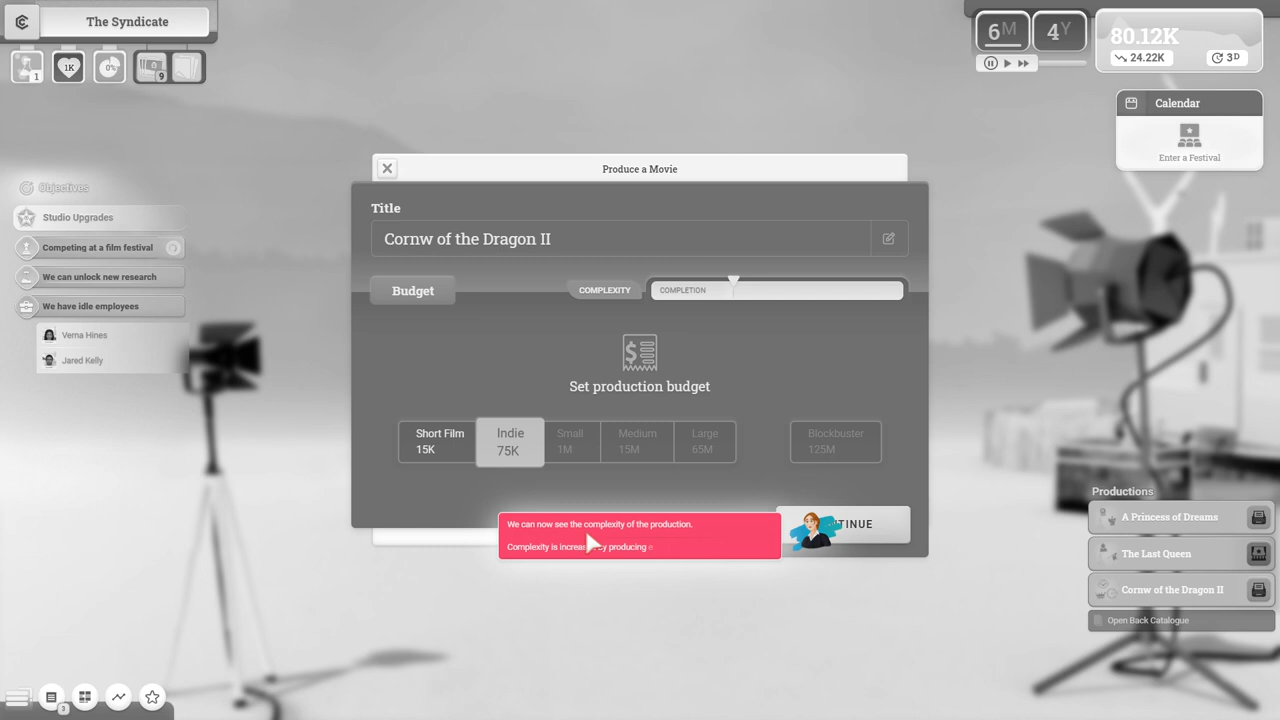 The Syndicate
6M
4Y
80.12K
24.22K
3D
1
1K
0%
9
Calendar
Enter a Festival
Produce a Movie
Objectives
Studio Upgrades
Competing at a film festival
We can unlock new research
We have idle employees
Verna Hines
Jared Kelly
Title
Cornw of the Dragon II
Budget
COMPLEXITY
COMPLETION
Set production budget
Short Film
15K
Indie
75K
Small
1M
Medium
15M
Large
65M
Blockbuster
125M
We can now see the complexity of the production.
Complexity is increas by producing e
TINUE
Productions
A Princess of Dreams
The Last Queen
Cornw of the Dragon II
Open Back Catalogue
3